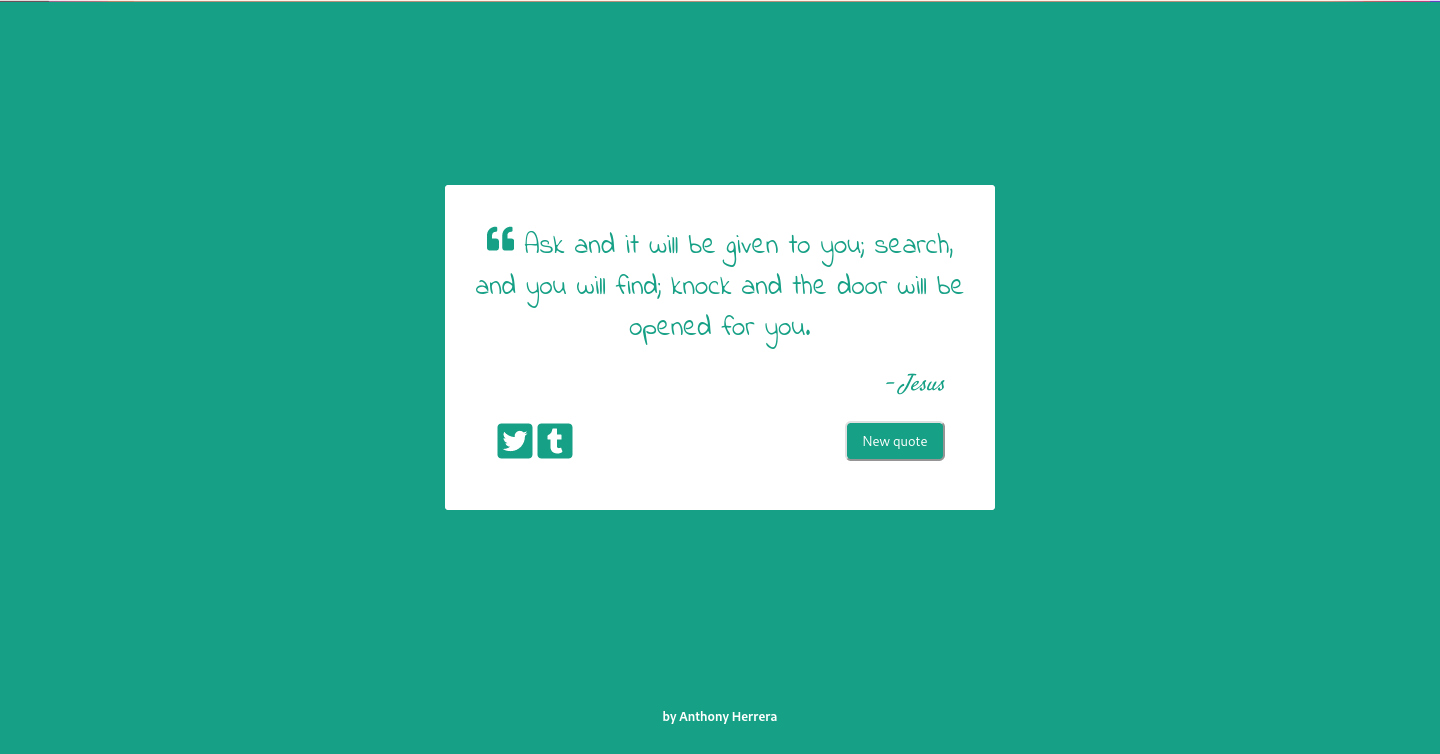 “ Ask and it will be given to you; search,
and you will find; knock and the door will be
opened for you.
- Jesus
New quote
by Anthony Herrera